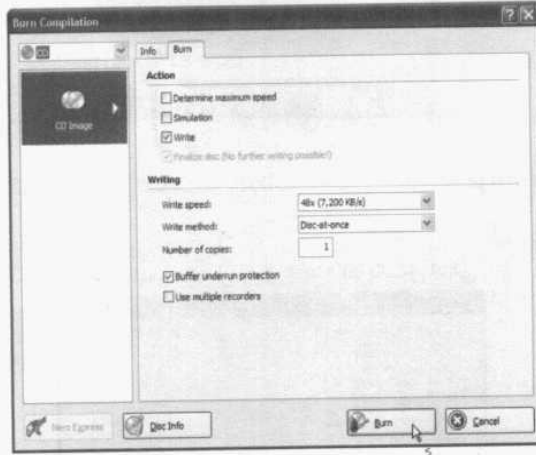 Burn Compilation
CD
Info
Burn
CD Image
Action
Determine maximum speed
Simulation
Write
Finalize disc (No further writing possible!)
Writing
Write speed:
48x (7,200 KB/s)
Write method:
Disc-at-once
Number of copies:
1
Buffer underrun protection
Use multiple recorders
Nero Express
Disc Info
Burn
Cancel